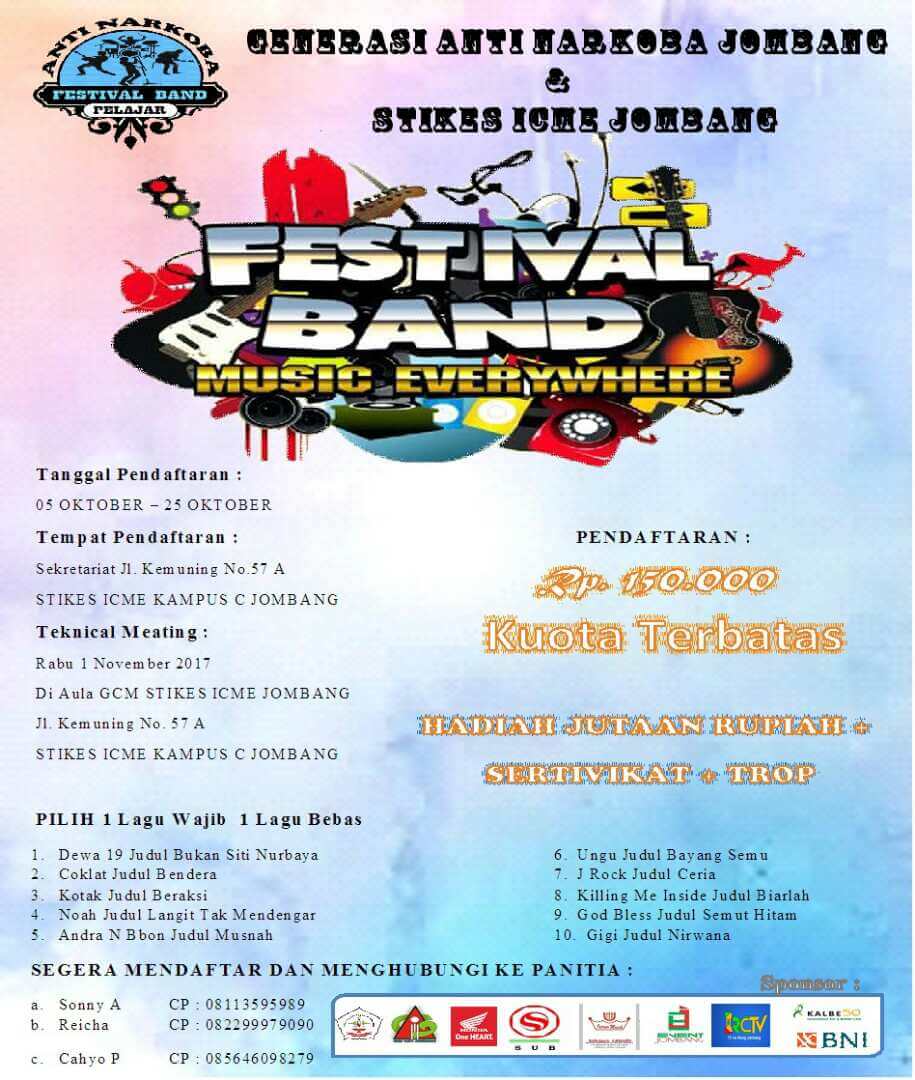 ANTI NARKOBA
FESTIVAL BAND
PELAJAR
GENERASI ANTI NARKOBA JOMBANG
&
STIKES ICME JOMBANG
FESTIVAL
BAND
MUSIC EVERYWHERE
Tanggal Pendaftaran :
05 OKTOBER – 25 OKTOBER
Tempat Pendaftaran :
Sekretariat Jl. Kemuning No.57 A
STIKES ICME KAMPUS C JOMBANG
Teknical Meating :
Rabu 1 November 2017
Di Aula GCM STIKES ICME JOMBANG
Jl. Kemuning No. 57 A
STIKES ICME KAMPUS C JOMBANG
PENDAFTARAN :
Rp. 150.000
Kuota Terbatas
HADIAH JUTAAN RUPIAH +
SERTIVIKAT + TROP
PILIH 1 Lagu Wajib 1 Lagu Bebas
1. Dewa 19 Judul Bukan Siti Nurbaya
2. Coklat Judul Bendera
3. Kotak Judul Beraksi
4. Noah Judul Langit Tak Mendengar
5. Andra N Bbon Judul Musnah
6. Ungu Judul Bayang Semu
7. J Rock Judul Ceria
8. Killing Me Inside Judul Biarlah
9. God Bless Judul Semut Hitam
10. Gigi Judul Nirwana
SEGERA MENDAFTAR DAN MENGHUBUNGI KE PANITIA :
a. Sonny A CP : 08113595989
b. Reicha CP : 082299979090
c. Cahyo P CP : 085646098279
Sponsor :
HONDA
One HEART.
S U B
EVENT
JOMBANG
RCTV
KALBE 50
BNI